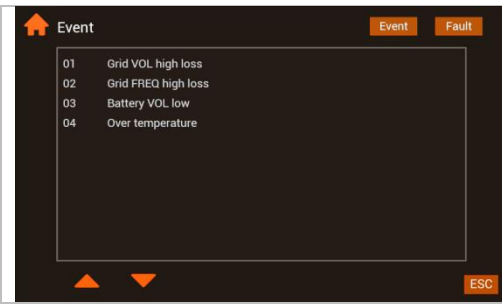 Event
Event Fault
01 Grid VOL high loss
02 Grid FREQ high loss
03 Battery VOL low
04 Over temperature
ESC